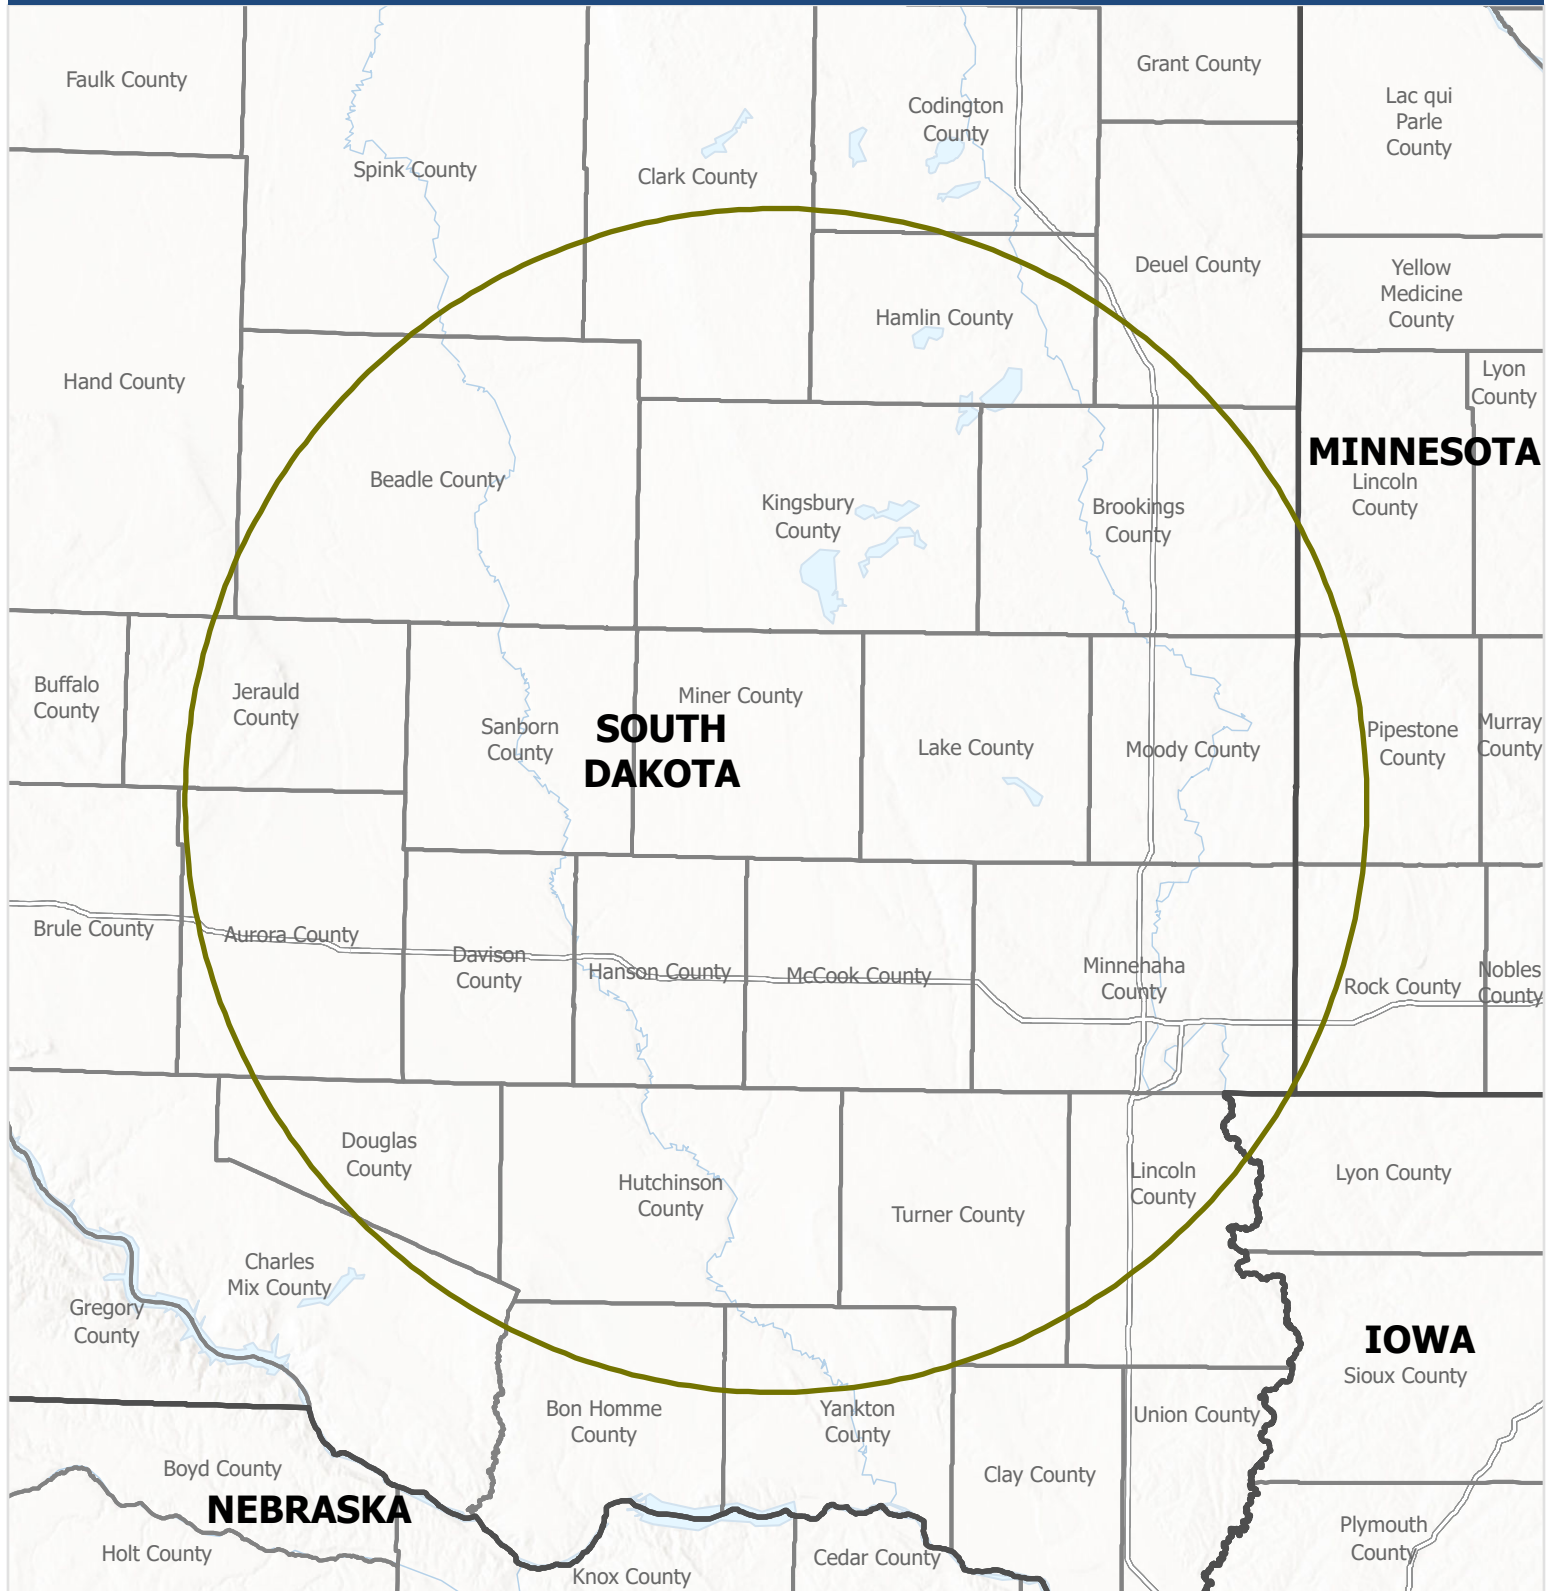 Grant County
Faulk County
Lac qui
Parle
County
Codington
County
Spink County
Clark County
Deuel County
Yellow
Medicine
County
Hamlin County
Lyon
County
Hand County
MINNESOTA
Beadle County
Lincoln
County
Kingsbury
County
Brookings
County
Buffalo
County
Jerauld
County
Miner County
Sanborn
County
SOUTH
DAKOTA
Lake County
Moody County
Pipestone
County
Murray
County
Brule County
Aurora County
Davison
County
Hanson County
McCook County
Minnehaha
County
Rock County
Nobles
County
Douglas
County
Hutchinson
County
Turner County
Lincoln
County
Lyon County
Charles
Mix County
Gregory
County
IOWA
Sioux County
Bon Homme
County
Yankton
County
Union County
Boyd County
Clay County
NEBRASKA
Holt County
Knox County
Cedar County
Plymouth
County